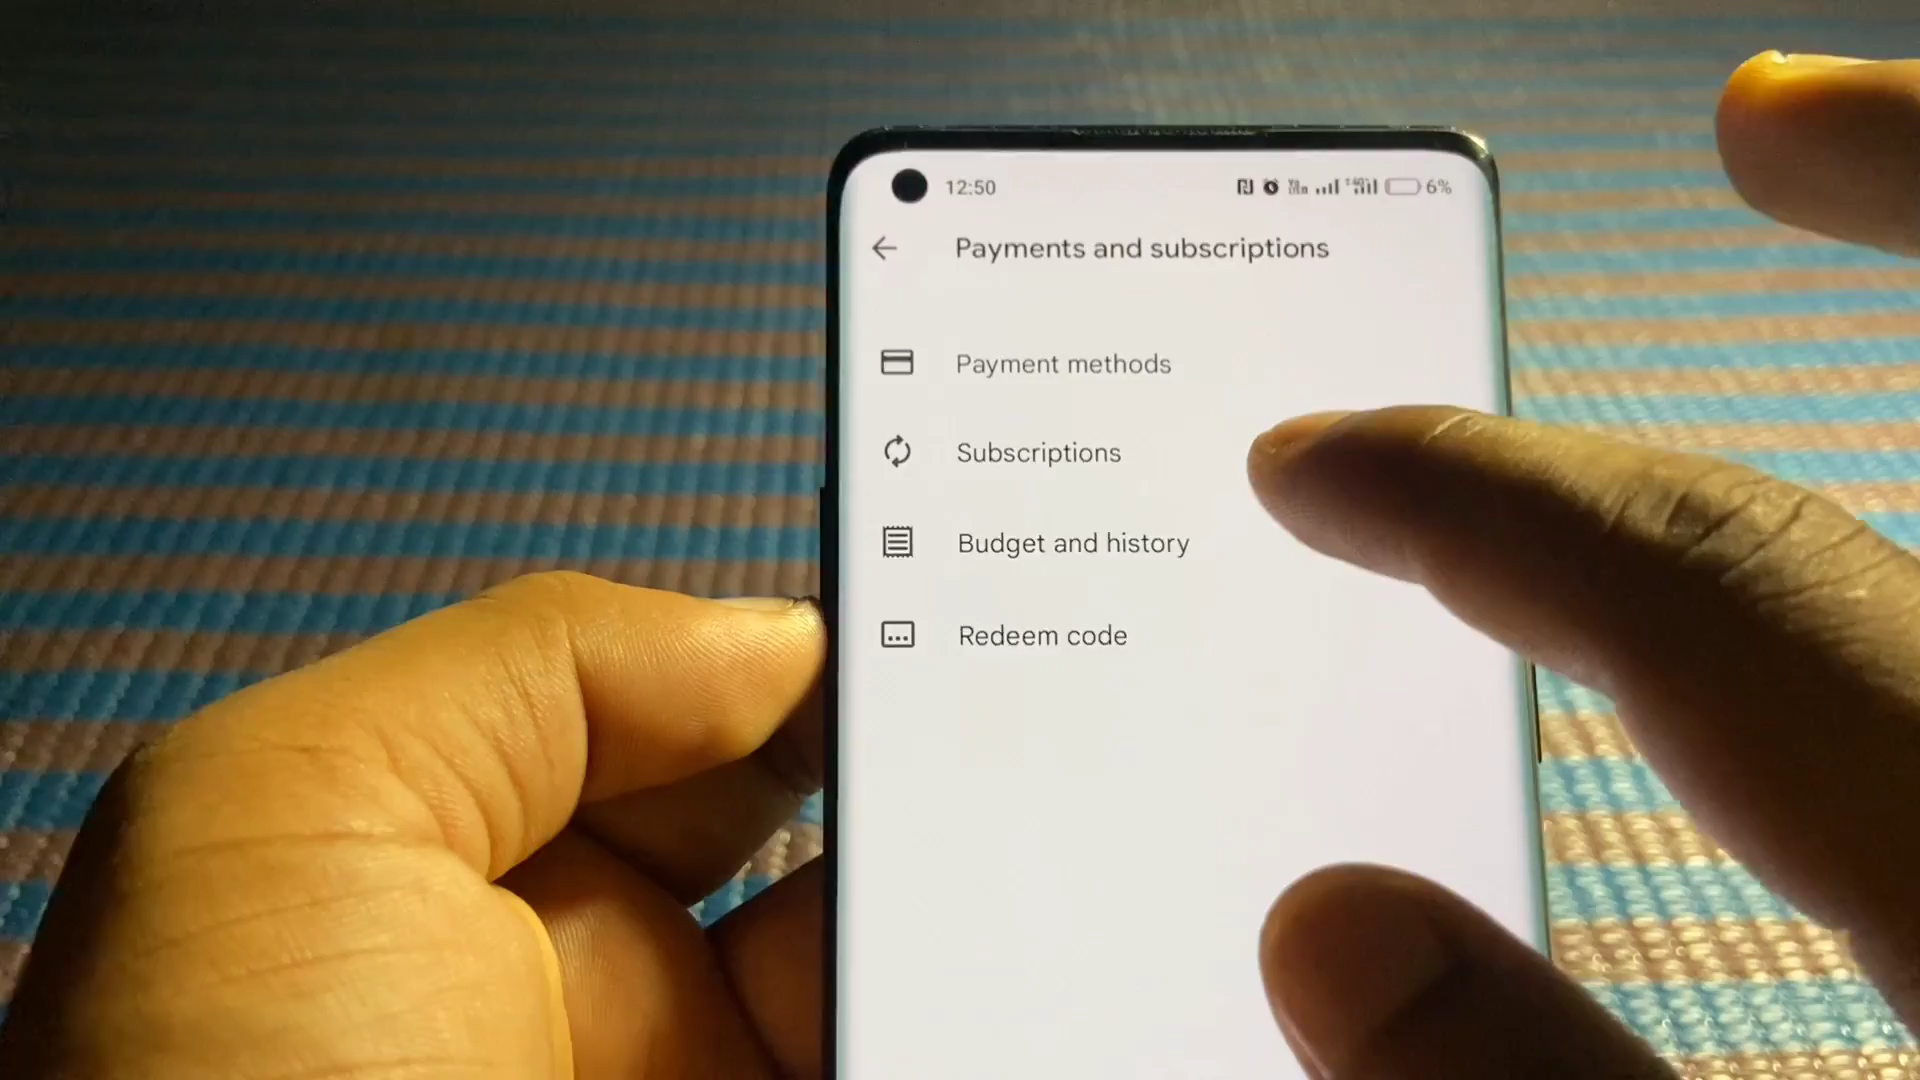 12:50
6%
Payments and subscriptions
Payment methods
Subscriptions
Budget and history
Redeem code